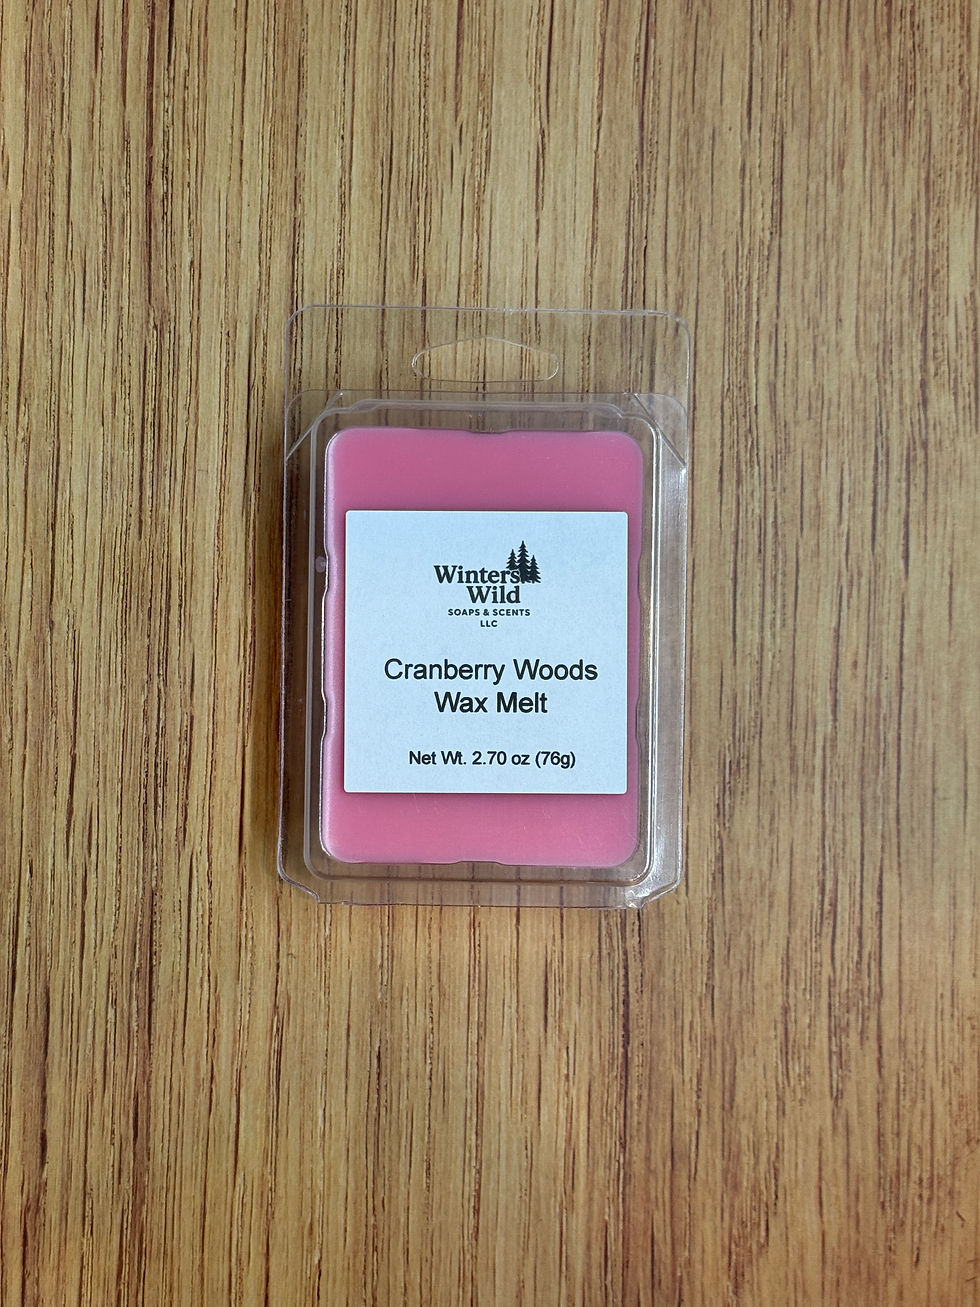 Winters
Wild
SOAPS & SCENTS
LLC
Cranberry Woods
Wax Melt
Net Wt. 2.70 oz (76g)